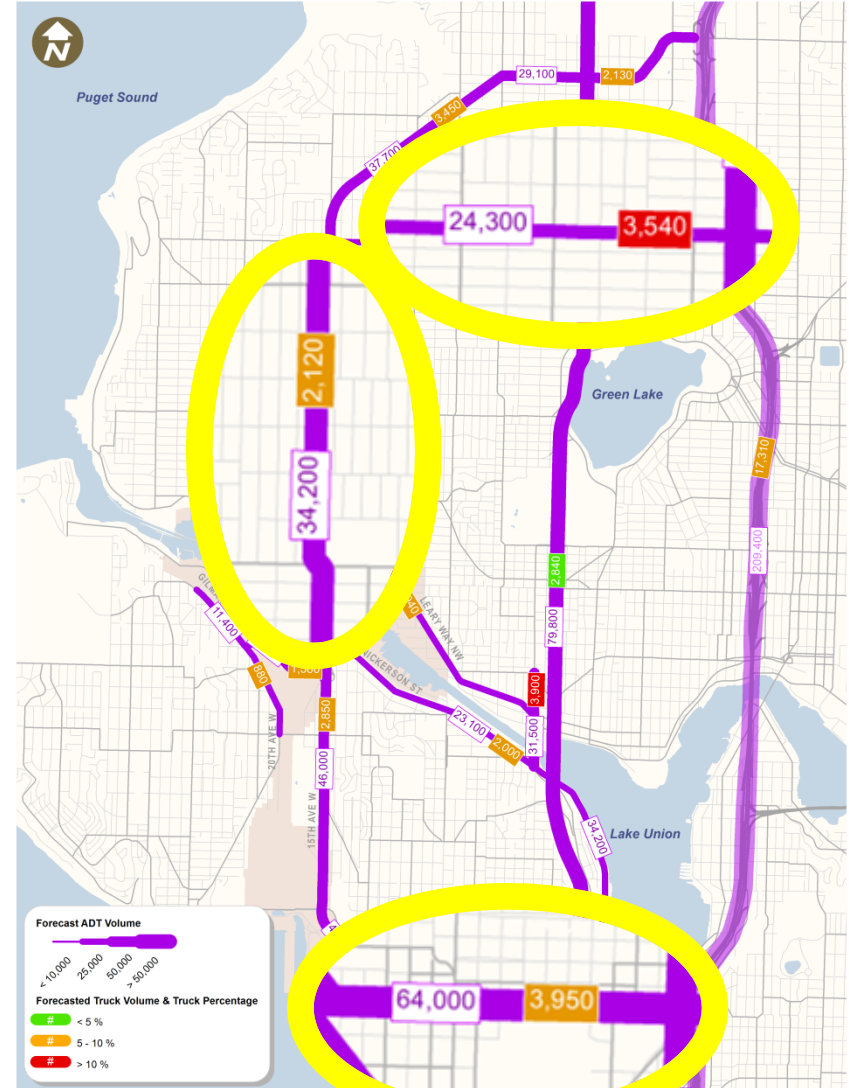 N
Puget Sound
29,100
2,130
3,450
37,700
24,300
3,540
2,120
34,200
Green Lake
17,310
209,400
2,840
79,800
LEARY WAY NW
11,400
880
NICKERSON ST
3,900
31,500
23,100
2,600
2,850
46,000
20TH AVE W
15TH AVE W
34,200
Lake Union
64,000
3,950
Forecast ADT Volume
< 10,000
25,000
50,000
> 50,000
Forecasted Truck Volume & Truck Percentage
# < 5 %
# 5 - 10 %
# > 10 %